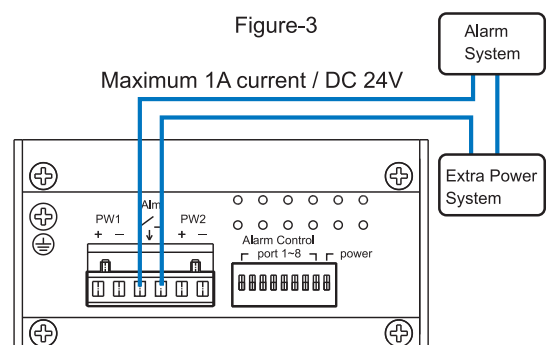 Figure-3
Alarm
System
Maximum 1A current / DC 24V
Extra Power
System
Alm
PW1
PW2
+ –
+ –
Alarm Control
port 1~8
power